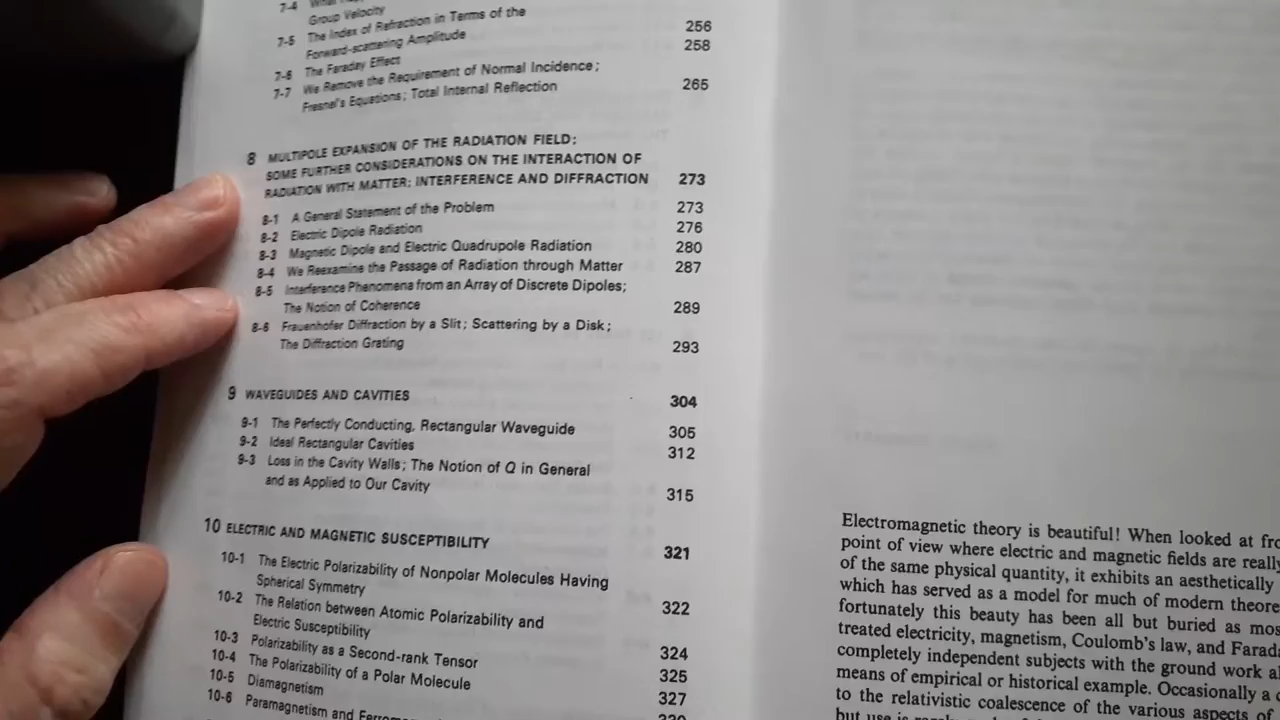 7-4
Group Velocity
7-5 The Index of Refraction in Terms of the
Forward-scattering Amplitude 256
7-6 The Faraday Effect 258
7-7 We Remove the Requirement of Normal Incidence;
Fresnel's Equations; Total Internal Reflection 265
8 MULTIPOLE EXPANSION OF THE RADIATION FIELD;
SOME FURTHER CONSIDERATIONS ON THE INTERACTION OF
RADIATION WITH MATTER; INTERFERENCE AND DIFFRACTION 273
8-1 A General Statement of the Problem 273
8-2 Electric Dipole Radiation 276
8-3 Magnetic Dipole and Electric Quadrupole Radiation 280
8-4 We Reexamine the Passage of Radiation through Matter 287
8-5 Interference Phenomena from an Array of Discrete Dipoles;
The Notion of Coherence 289
8-6 Frauenhofer Diffraction by a Slit; Scattering by a Disk;
The Diffraction Grating 293
9 WAVEGUIDES AND CAVITIES 304
9-1 The Perfectly Conducting, Rectangular Waveguide 305
9-2 Ideal Rectangular Cavities 312
9-3 Loss in the Cavity Walls; The Notion of Q in General
and as Applied to Our Cavity 315
10 ELECTRIC AND MAGNETIC SUSCEPTIBILITY 321
10-1 The Electric Polarizability of Nonpolar Molecules Having
Spherical Symmetry 322
10-2 The Relation between Atomic Polarizability and
Electric Susceptibility 324
10-3 Polarizability as a Second-rank Tensor 325
10-4 The Polarizability of a Polar Molecule 327
10-5 Diamagnetism
10-6 Paramagnetism and
Electromagnetic theory is beautiful! When looked at
point of view where electric and magnetic fields are
of the same physical quantity, it exhibits an aesthetically
which has served as a model for much of modern
fortunately this beauty has been all but buried as
treated electricity, magnetism, Coulomb's law, and
completely independent subjects with the ground work
means of empirical or historical example. Occasionally a
to the relativistic coalescence of the various aspects of
but use is